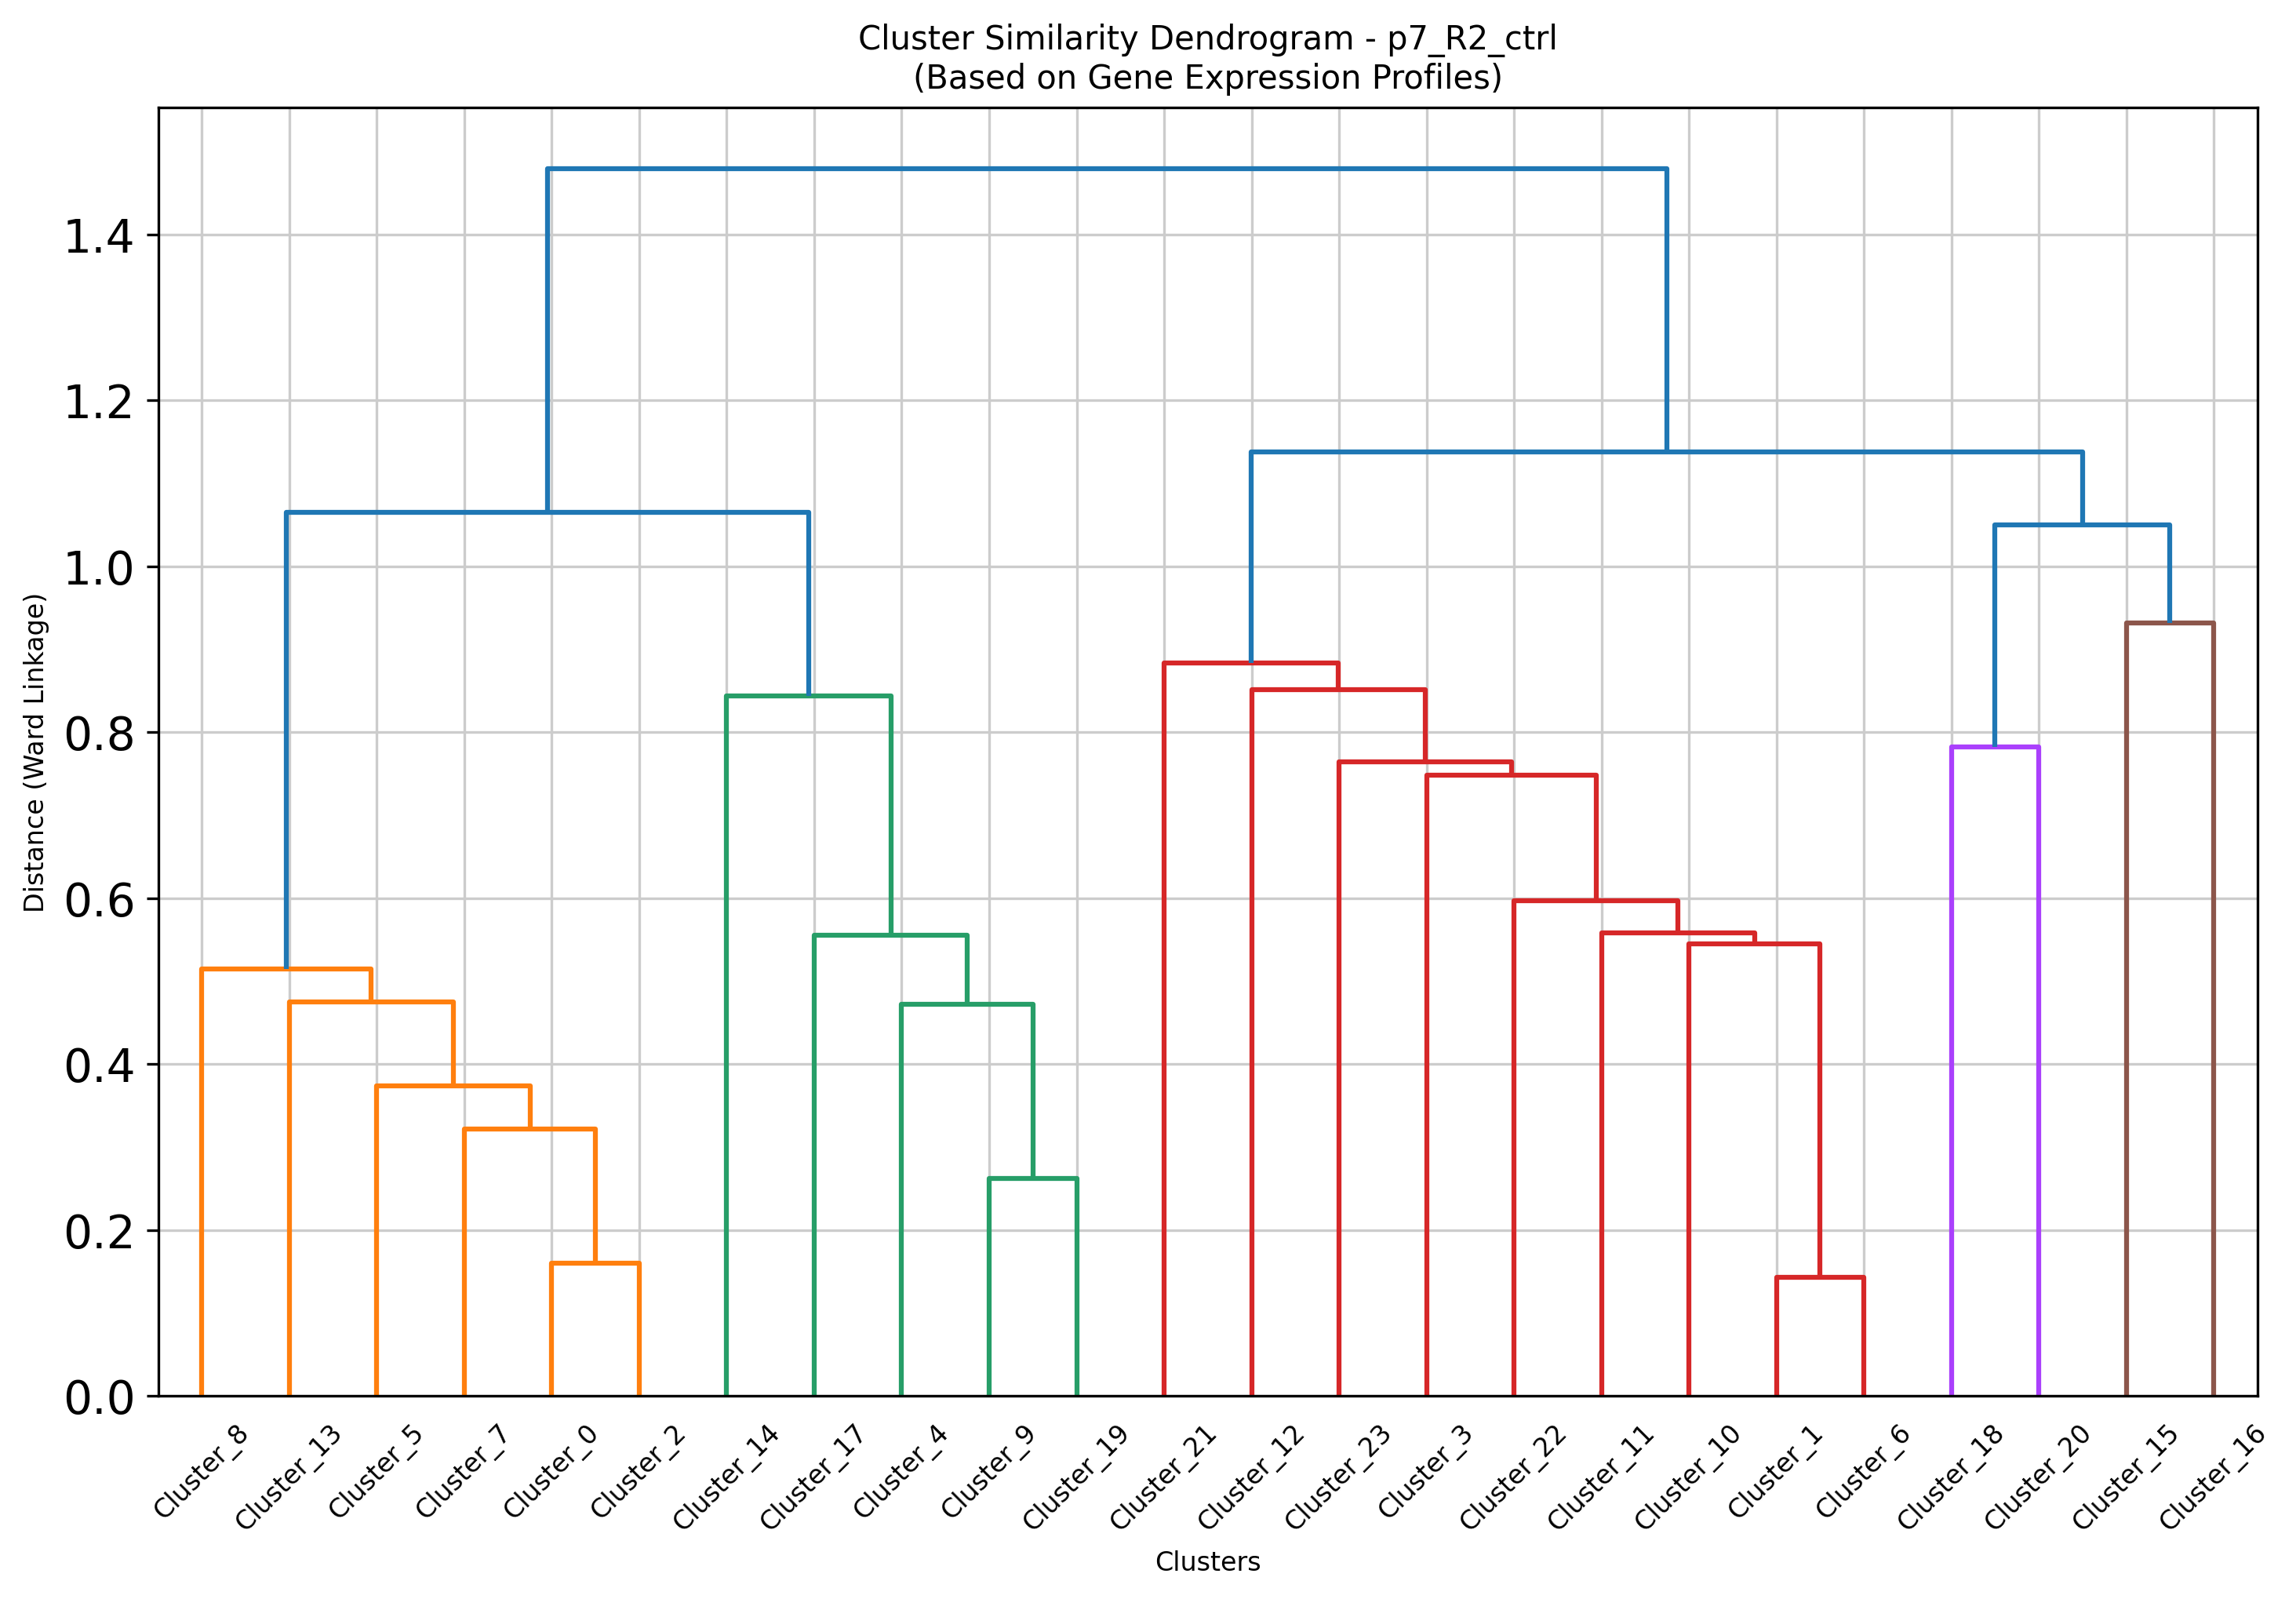 Cluster Similarity Dendrogram - p7_R2_ctrl
(Based on Gene Expression Profiles)
Distance (Ward Linkage)
1.4
1.2
1.0
0.8
0.6
0.4
0.2
0.0
Cluster_8
Cluster_13
Cluster_5
Cluster_7
Cluster_0
Cluster_2
Cluster_14
Cluster_17
Cluster_4
Cluster_9
Cluster_19
Cluster_21
Cluster_12
Cluster_23
Cluster_3
Cluster_22
Cluster_11
Cluster_10
Cluster_1
Cluster_6
Cluster_18
Cluster_20
Cluster_15
Cluster_16
Clusters